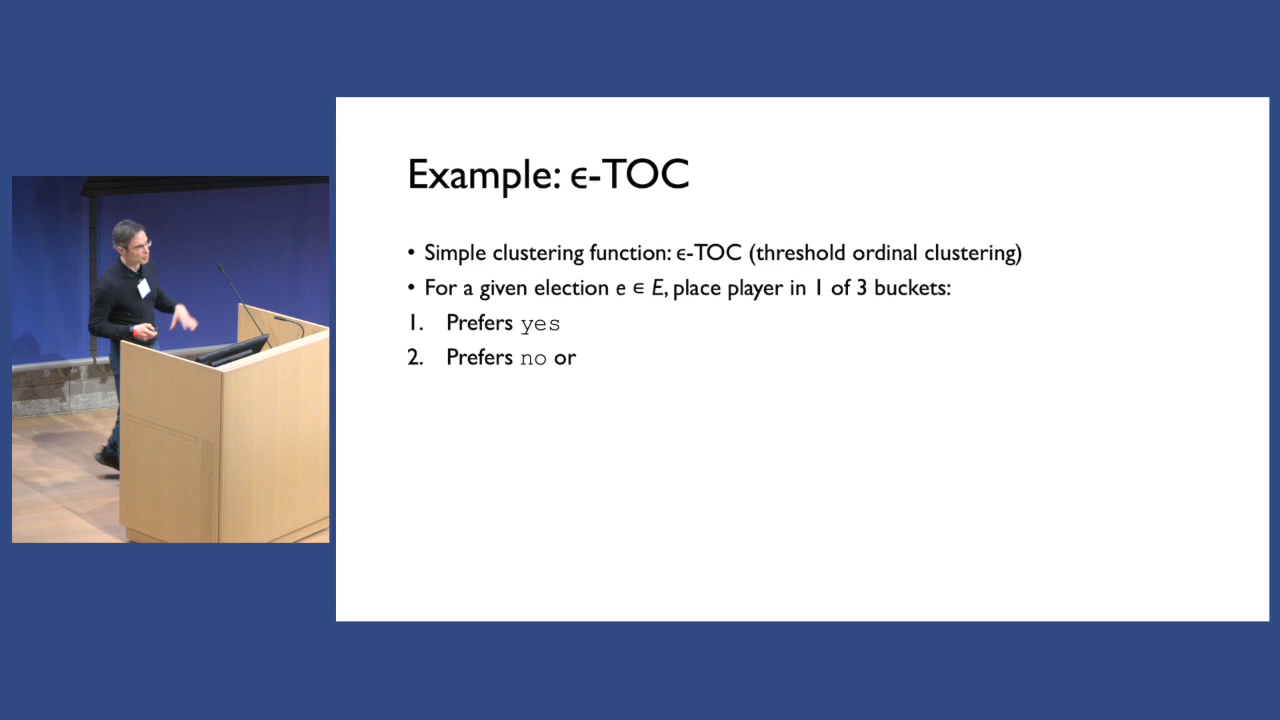 Example: ϵ-TOC
• Simple clustering function: ϵ-TOC (threshold ordinal clustering)
• For a given election e ∈ E, place player in 1 of 3 buckets:
1. Prefers yes
2. Prefers no or